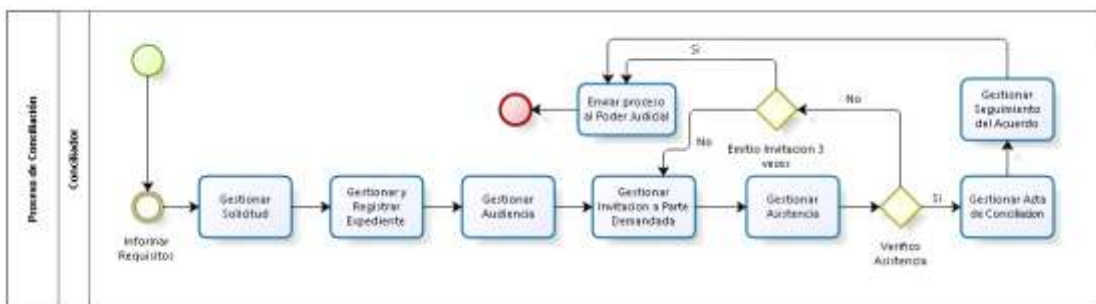 Proceso de Conciliación
Conciliador
Informar
Requisitos
Gestionar
Solicitud
Gestionar y
Registrar
Expediente
Gestionar
Audiencia
Gestionar
Invitacion a Parte
Demandada
Gestionar
Asistencia
Verifico
Asistencia
Si
Gestionar Acta
de Conciliacion
Gestionar
Seguimiento
del Acuerdo
No
Emitio Invitacion 3
veces
Si
No
Enviar proceso
al Poder Judicial